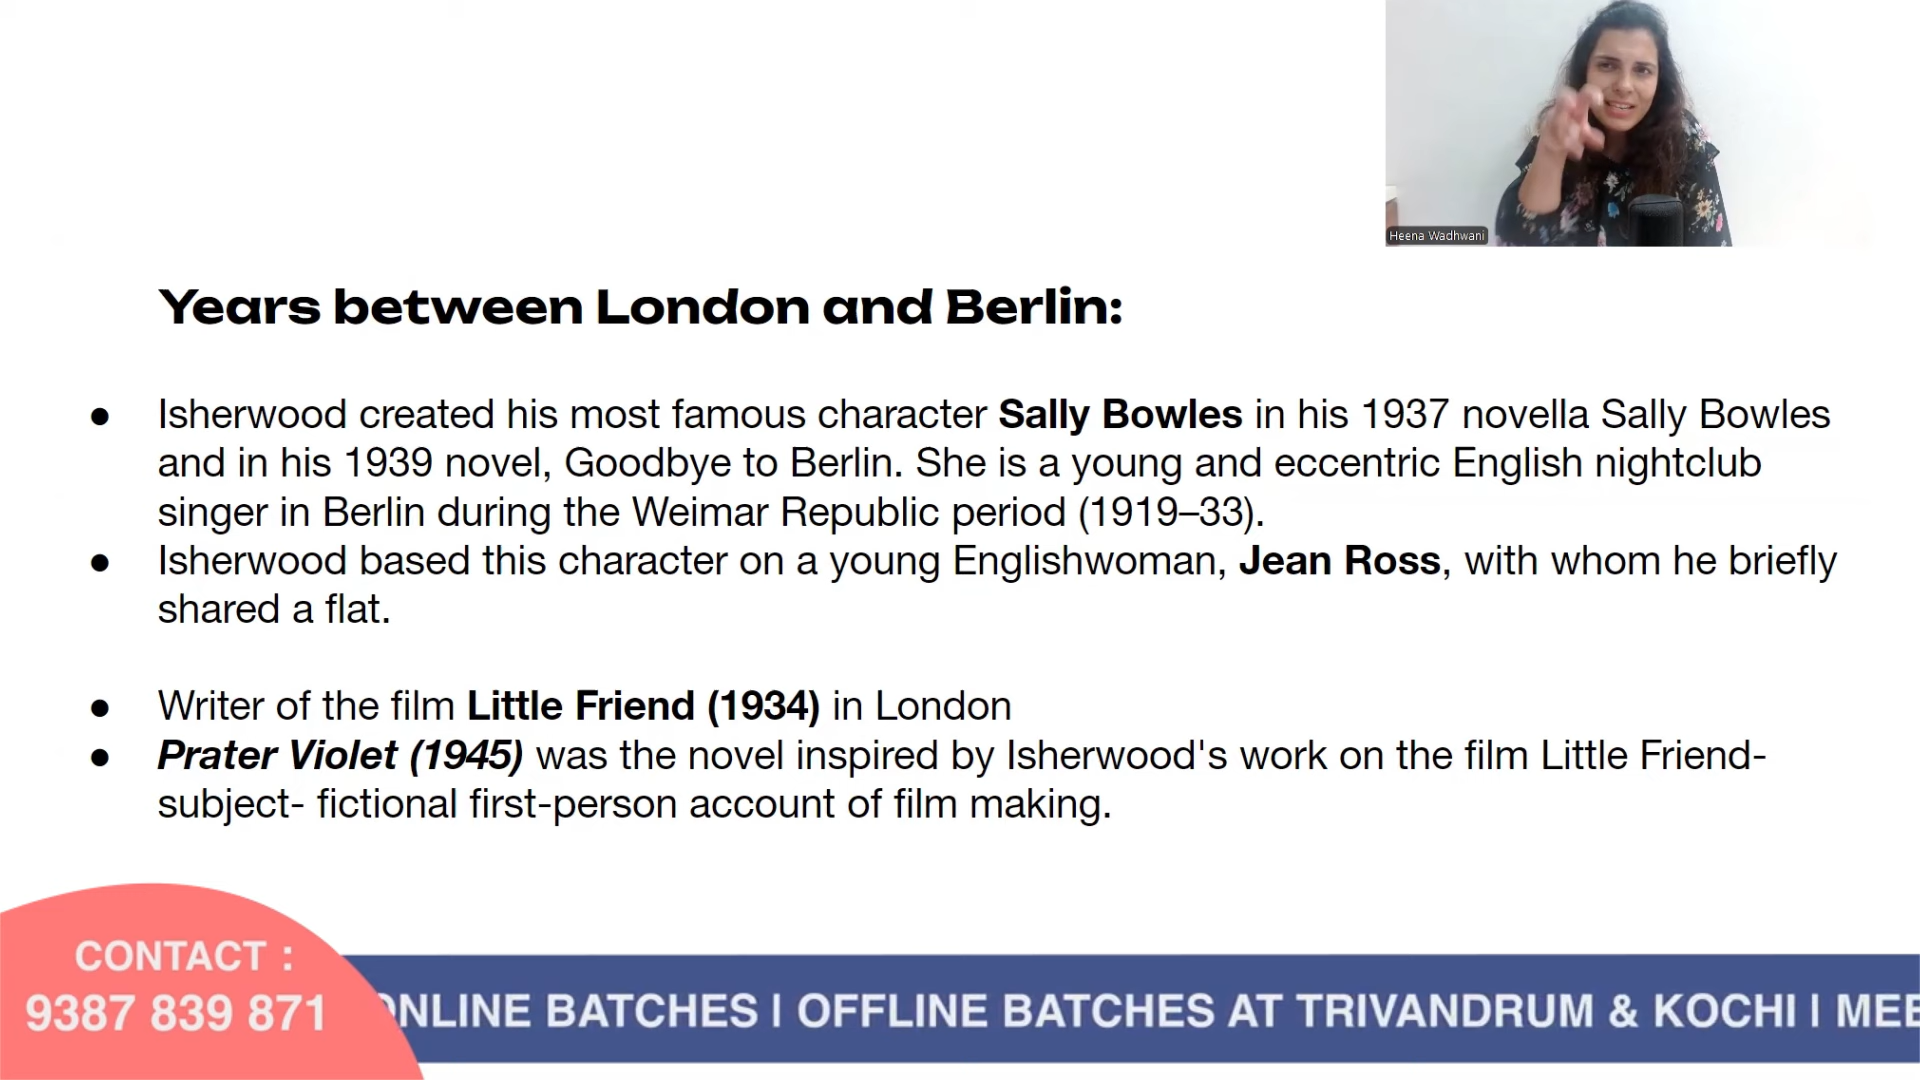 Heena Wadhwani
Years between London and Berlin:
● Isherwood created his most famous character Sally Bowles in his 1937 novella Sally Bowles
and in his 1939 novel, Goodbye to Berlin. She is a young and eccentric English nightclub
singer in Berlin during the Weimar Republic period (1919–33).
● Isherwood based this character on a young Englishwoman, Jean Ross, with whom he briefly
shared a flat.
● Writer of the film Little Friend (1934) in London
● Prater Violet (1945) was the novel inspired by Isherwood's work on the film Little Friend-
subject- fictional first-person account of film making.
CONTACT :
9387 839 871
ONLINE BATCHES | OFFLINE BATCHES AT TRIVANDRUM & KOCHI |